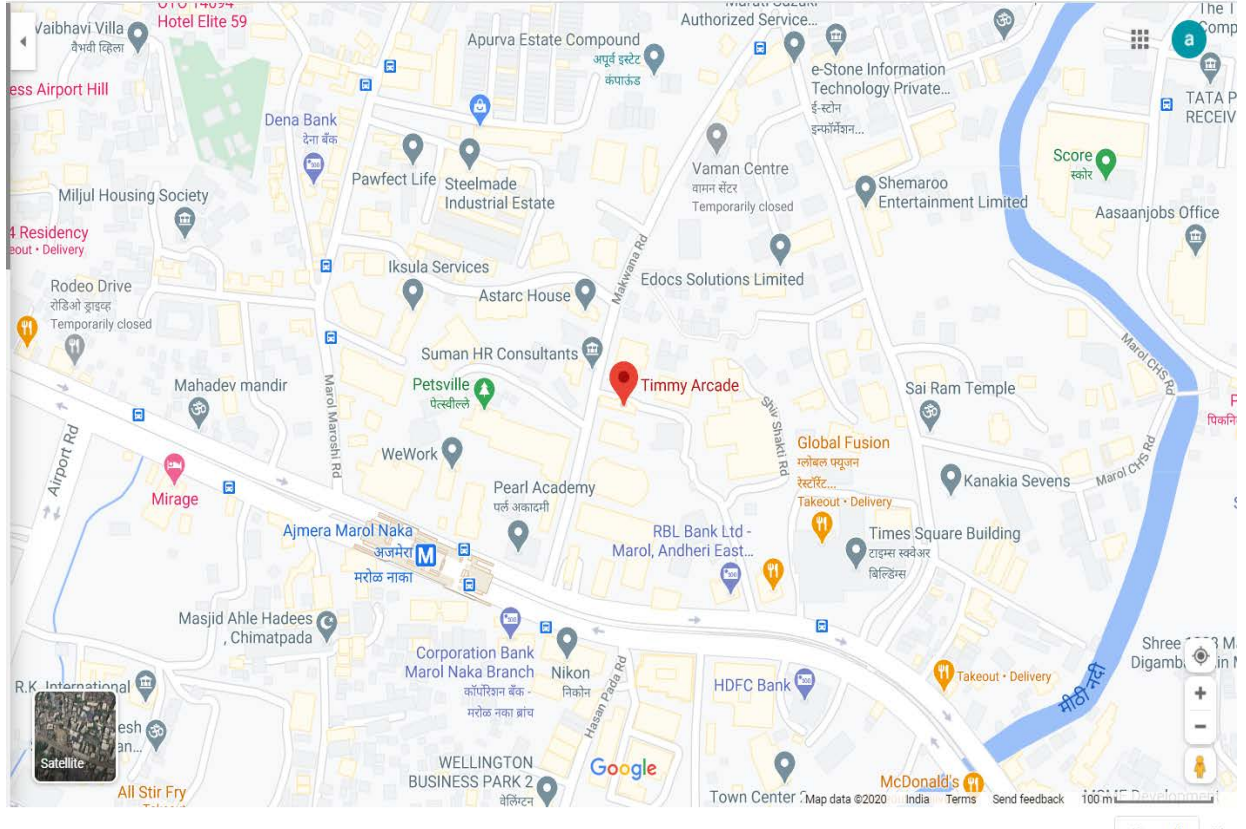 Hotel Elite 59
Vaibhavi Villa
वैभवी व्हिला
ess Airport Hill
Apurva Estate Compound
अपूर्व इस्टेट
कंपाऊंड
Authorized Service...
e-Stone Information
Technology Private...
ई-स्टोन
इन्फॉर्मेशन...
a
The T
Comp
TATA P
RECEIV
Dena Bank
देना बँक
Pawfect Life
Steelmade
Industrial Estate
Vaman Centre
वामन सेंटर
Temporarily closed
Shemaroo
Entertainment Limited
Score
स्कोर
Aasaanjobs Office
Miljul Housing Society
4 Residency
eout • Delivery
Rodeo Drive
रोडिओ ड्राइव्ह
Temporarily closed
Iksula Services
Astarc House
Makwana Rd
Edocs Solutions Limited
Suman HR Consultants
Timmy Arcade
Mahadev mandir
Marol Maroshi Rd
Petsville
पेत्स्वील्ले
Shiv Shakti Rd
Sai Ram Temple
Marol CHS Rd
Airport Rd
Mirage
WeWork
Pearl Academy
पर्ल अकादमी
Global Fusion
ग्लोबल फ्यूजन
रेस्टॉरंट...
Takeout • Delivery
Kanakia Sevens
Marol CHS Rd
Ajmera Marol Naka
अजमेरा
मरोळ नाका
M
RBL Bank Ltd -
Marol, Andheri East...
Times Square Building
टाइम्स स्क्वेअर
बिल्डिंग्स
Masjid Ahle Hadees
, Chimatpada
Corporation Bank
Marol Naka Branch
कॉर्पोरेशन बँक -
मरोळ नका ब्रांच
Nikon
निकोन
Hasan Pada Rd
HDFC Bank
Takeout • Delivery
मीठी नदी
Shree
R.K. International
Satellite
All Stir Fry
WELLINGTON
BUSINESS PARK 2
Google
Town Center
McDonald's
Map data ©2020 India Terms Send feedback 100 m